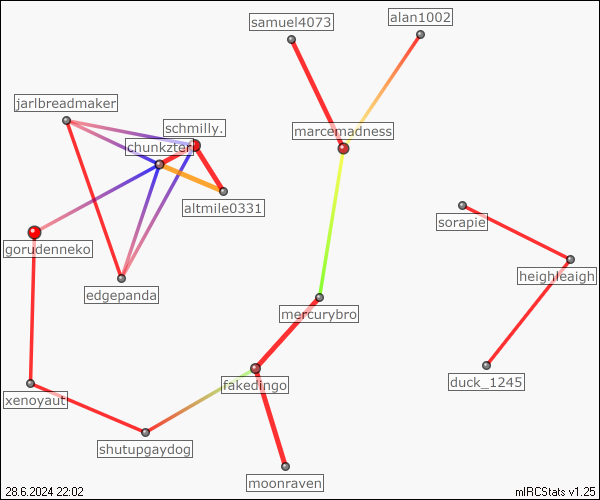 samuel4073
alan1002
jarlbreadmaker
schmilly.
marcemadness
chunkzter
altmile0331
sorapie
gorudenneko
heighleaigh
edgepanda
mercurybro
fakedingo
duck_1245
xenoyaut
shutupgaydog
moonraven
28.6.2024 22:02
mIRCStats v1.25